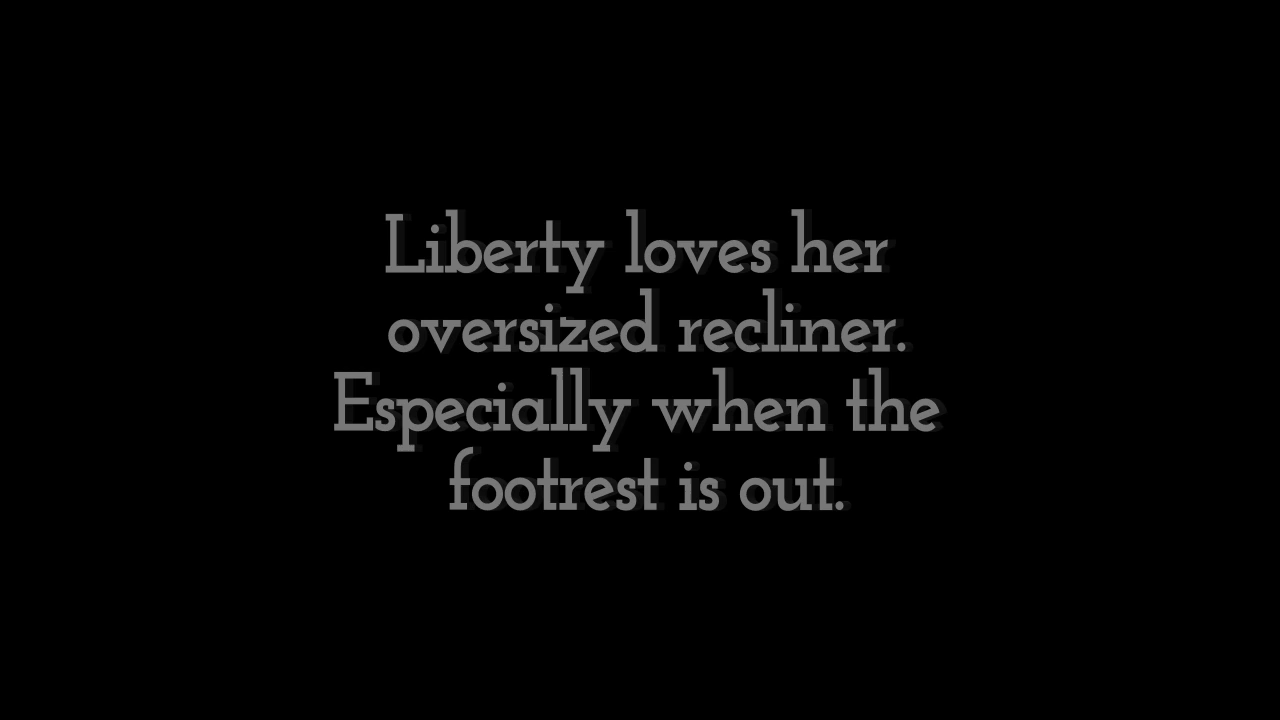 Liberty loves her
oversized recliner.
Especially when the
footrest is out.